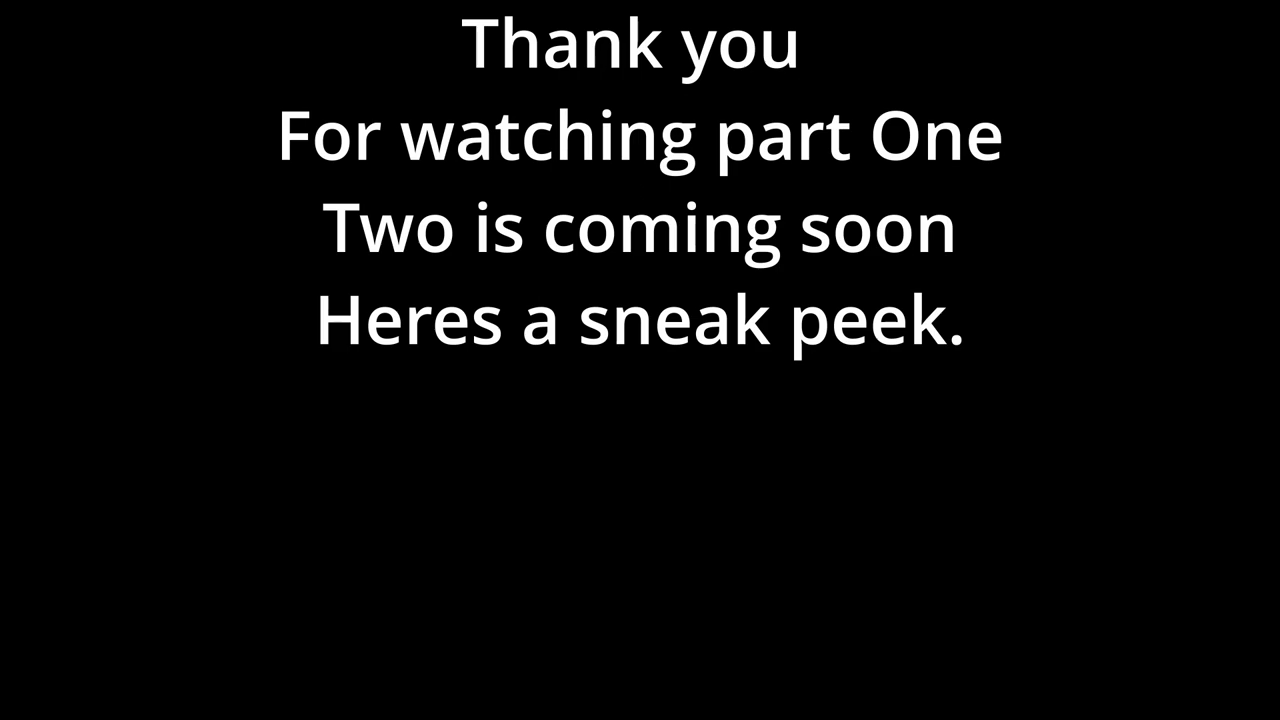 Thank you
For watching part One
Two is coming soon
Heres a sneak peek.